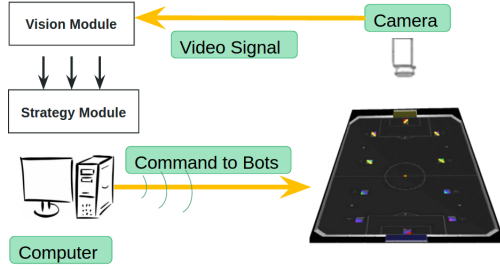 Vision Module
Camera
Video Signal
Strategy Module
Command to Bots
Computer